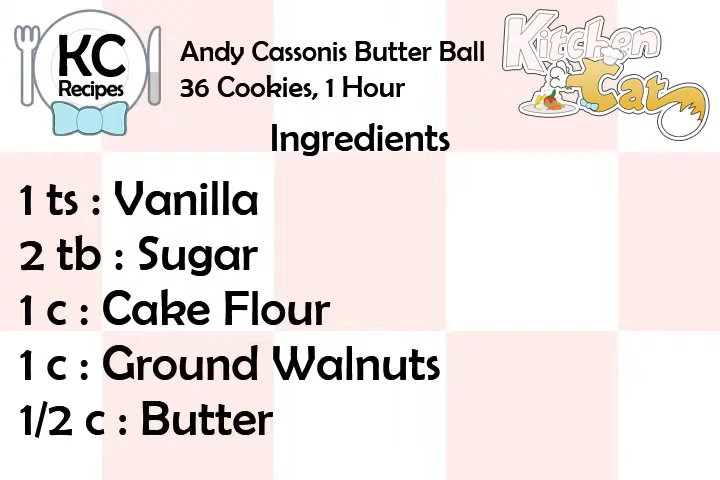 KC
Recipes
Andy Cassonis Butter Ball
36 Cookies, 1 Hour
Kitchen
Cat
Ingredients
1 ts : Vanilla
2 tb : Sugar
1 c : Cake Flour
1 c : Ground Walnuts
1/2 c : Butter